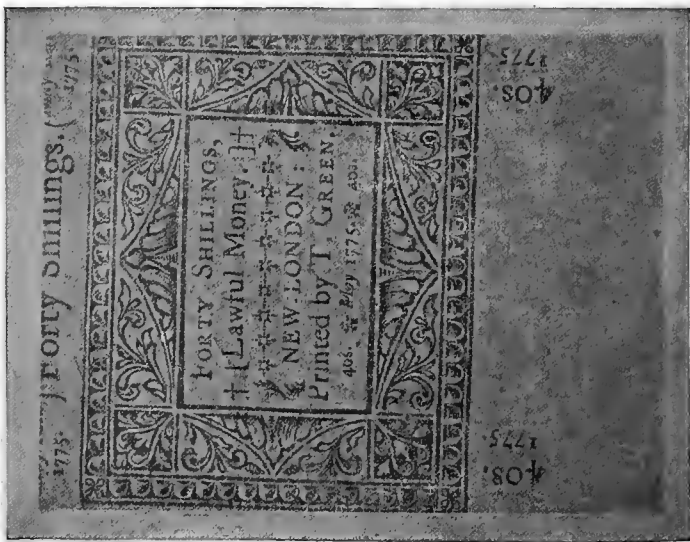 Forty Shillings. (
1775.
1775.
FORTY SHILLINGS,
† [Lawful Money.]†
NEW LONDON:
Printed by T GREEN,
40s. May 1775. 40s.
40s.
1775
40s.
1775